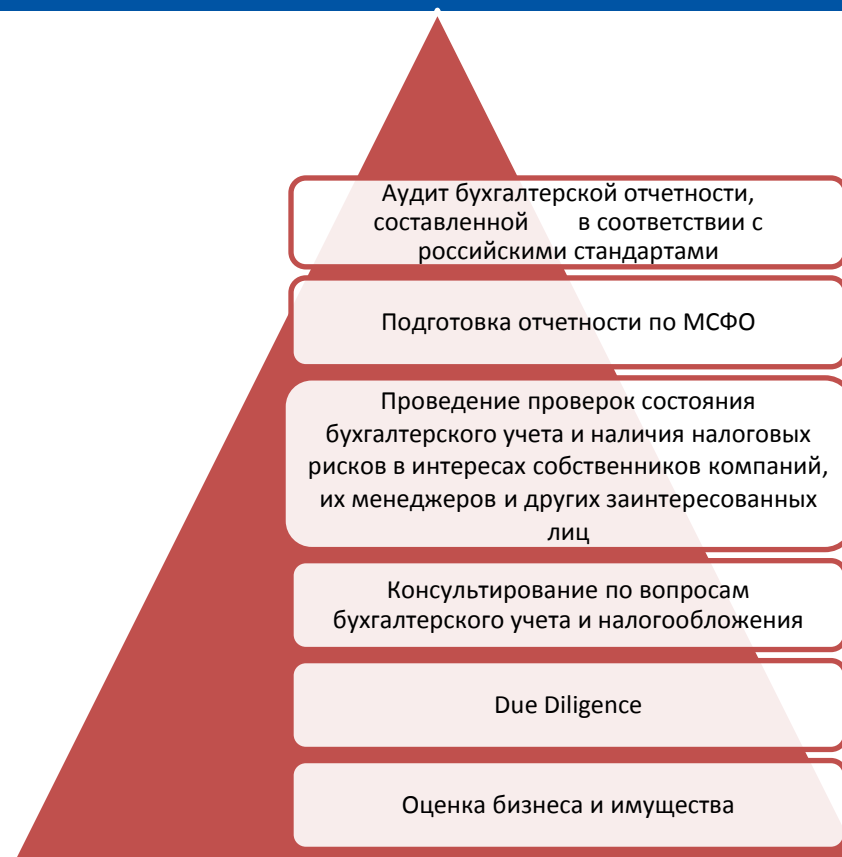 Аудит бухгалтерской отчетности,
составленной в соответствии с
российскими стандартами
Подготовка отчетности по МСФО
Проведение проверок состояния
бухгалтерского учета и наличия налоговых
рисков в интересах собственников компаний,
их менеджеров и других заинтересованных
лиц
Консультирование по вопросам
бухгалтерского учета и налогообложения
Due Diligence
Оценка бизнеса и имущества